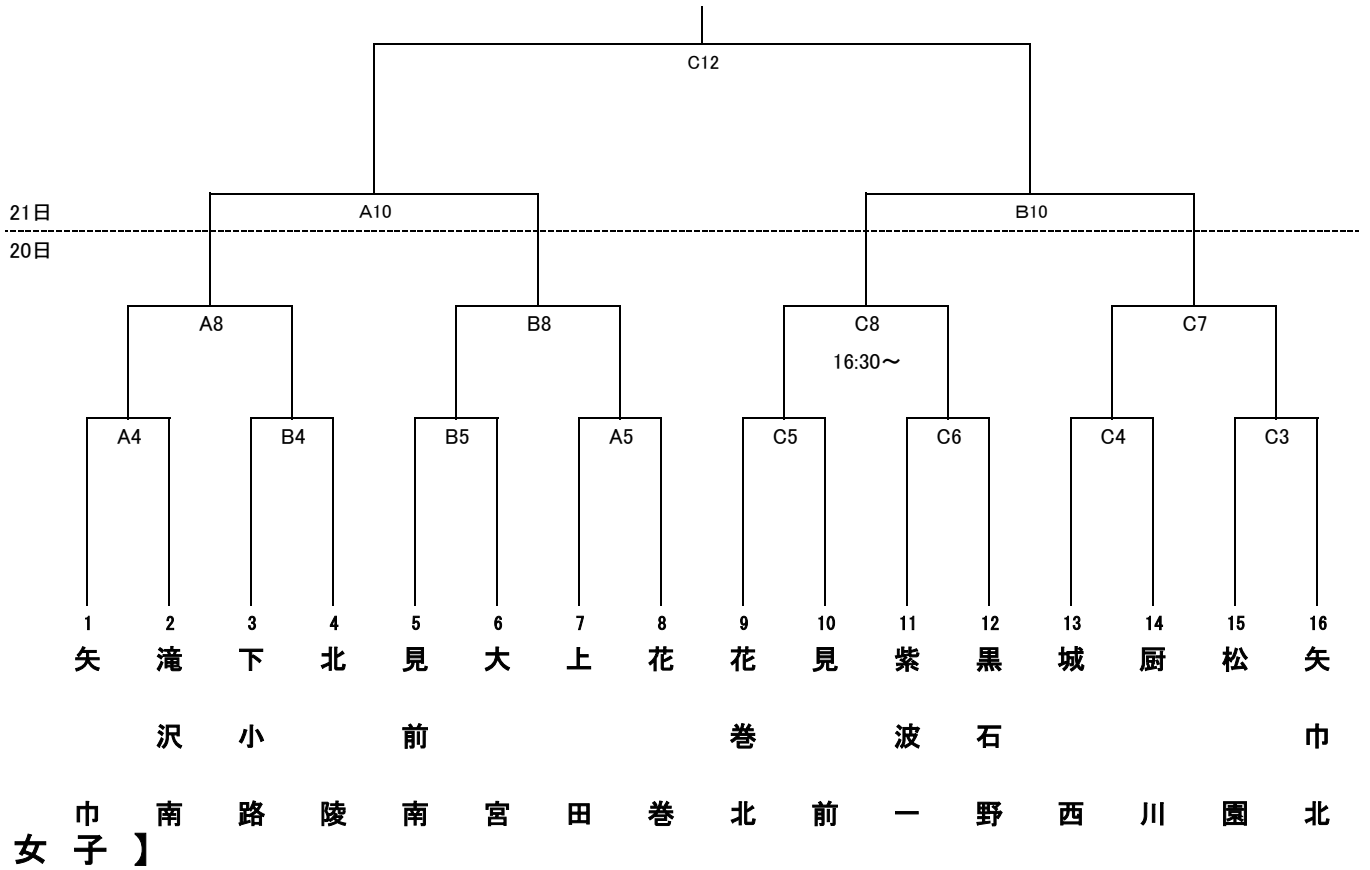 C12
21日
A10
B10
20日
A8
B8
C8
C7
16:30～
A4
B4
B5
A5
C5
C6
C4
C3
1 2 3 4 5 6 7 8 9 10 11 12 13 14 15 16
矢巾
滝沢南
下小路
北陵
見前南
大宮
上田
花巻
花巻北
見前
紫波一
黒石野
城西
厨川
松園
矢巾北
女子】